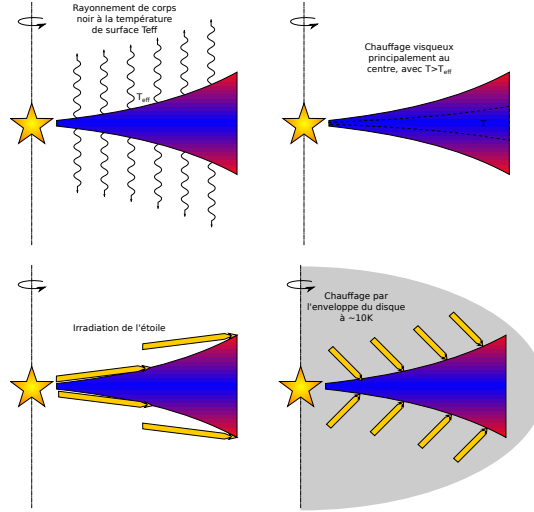 Rayonnement de corps
noir à la température
de surface Teff
Teff
Chauffage visqueux
principalement au
centre, avec T>Teff
T
Irradiation de l'étoile
Chauffage par
l'enveloppe du disque
à ~10K